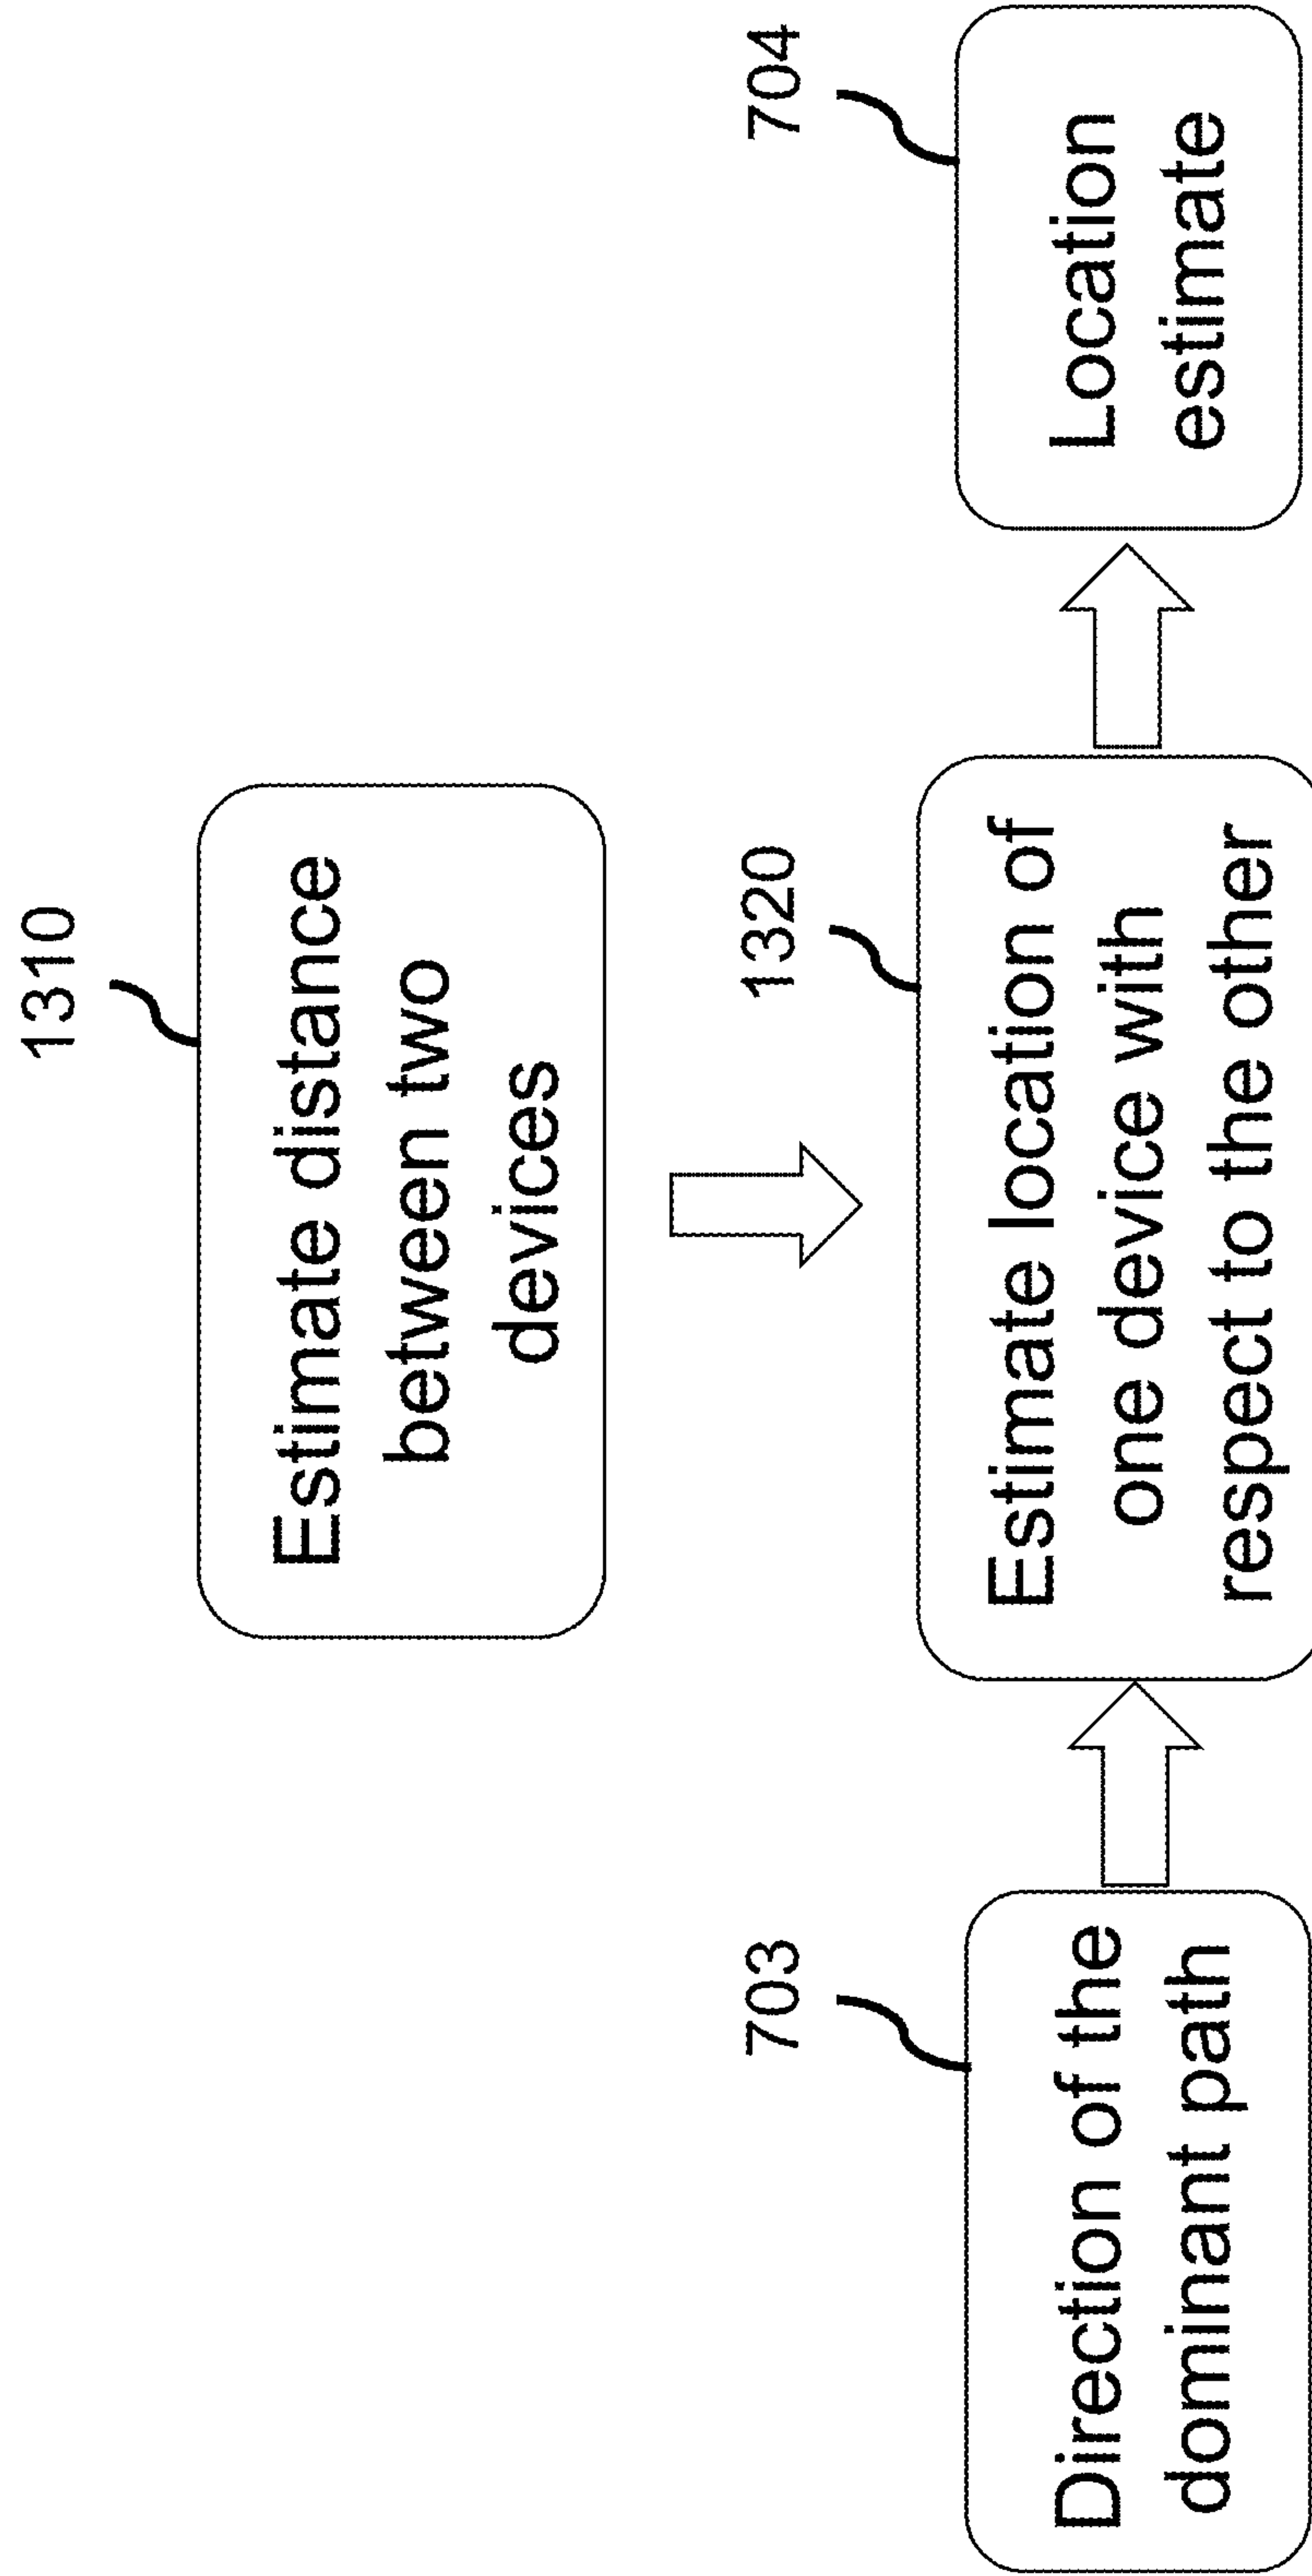 1310
Estimate distance
between two
devices
703
Direction of the
dominant path
1320
Estimate location of
one device with
respect to the other
704
Location
estimate